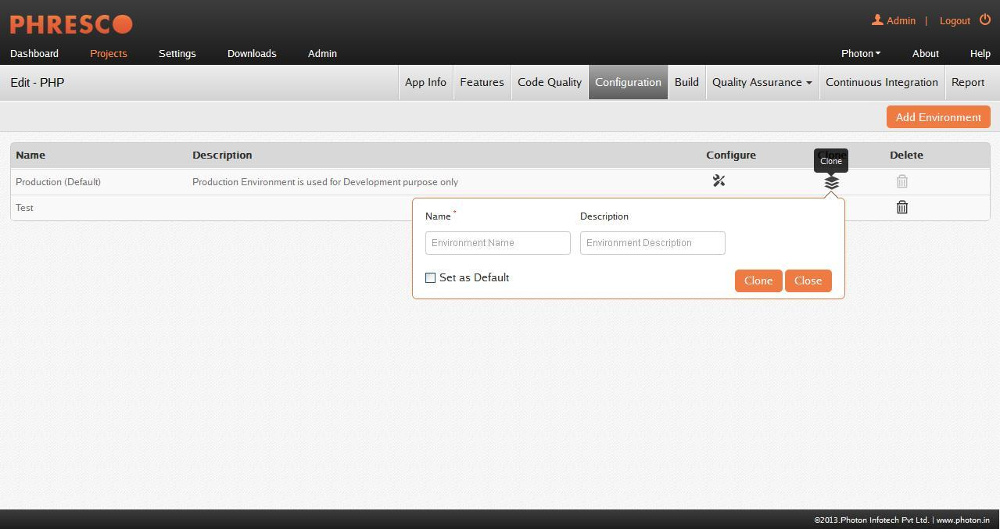 PHRESCO
Admin | Logout
Dashboard Projects Settings Downloads Admin Photon About Help
Edit - PHP App Info Features Code Quality Configuration Build Quality Assurance Continuous Integration Report
Add Environment
Name Description Configure Clone Delete
Clone
Production (Default) Production Environment is used for Development purpose only
Test
Name * Description
Environment Name Environment Description
Set as Default Clone Close
©2013.Photon Infotech Pvt Ltd. | www.photon.in